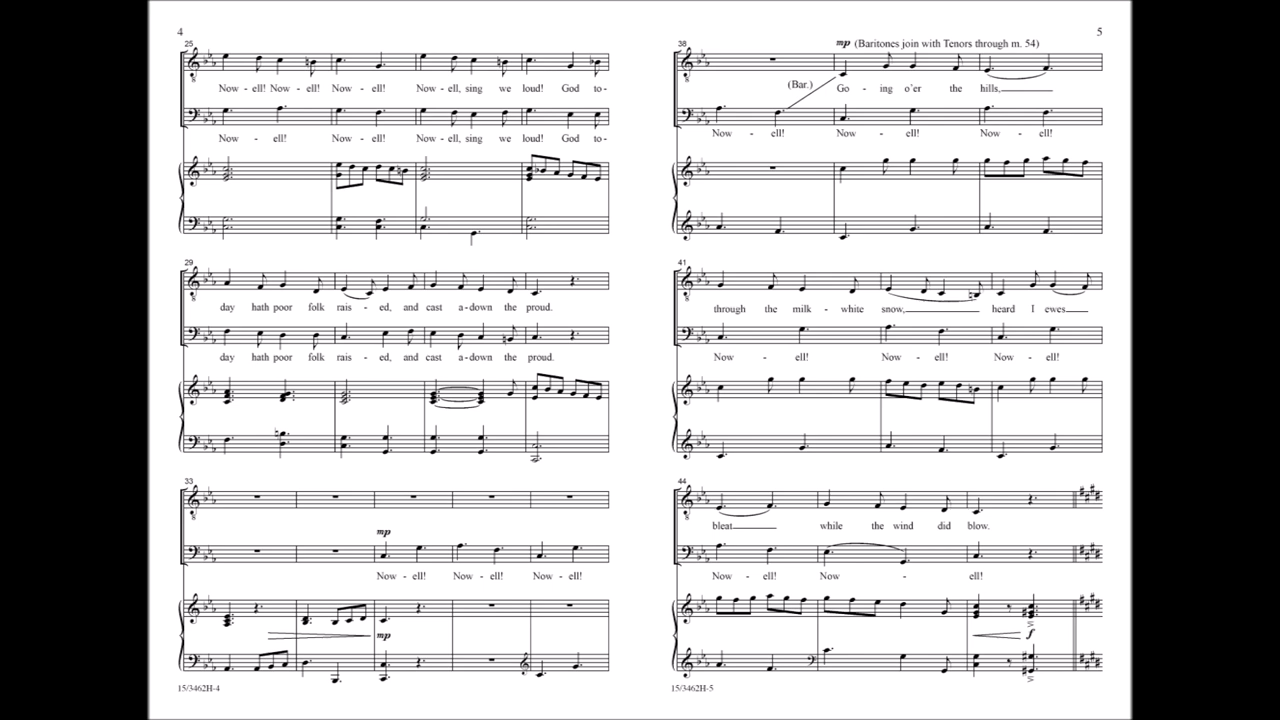 4
25
Now - ell! Now - ell! Now - ell! Now - ell, sing we loud! God to-
Now - ell! Now - ell! Now - ell, sing we loud! God to-
29
day hath poor folk rais - ed, and cast a - down the proud.
day hath poor folk rais - ed, and cast a - down the proud.
33
mp
Now - ell! Now - ell! Now - ell!
mp
15/3462H-4
5
38
mp (Baritones join with Tenors through m. 54)
(Bar.)
Go - ing o'er the hills,
Now - ell! Now - ell! Now - ell!
41
through the milk - white snow, heard I ewes
Now - ell! Now - ell! Now - ell!
44
bleat while the wind did blow.
Now - ell! Now - ell!
f
15/3462H-5